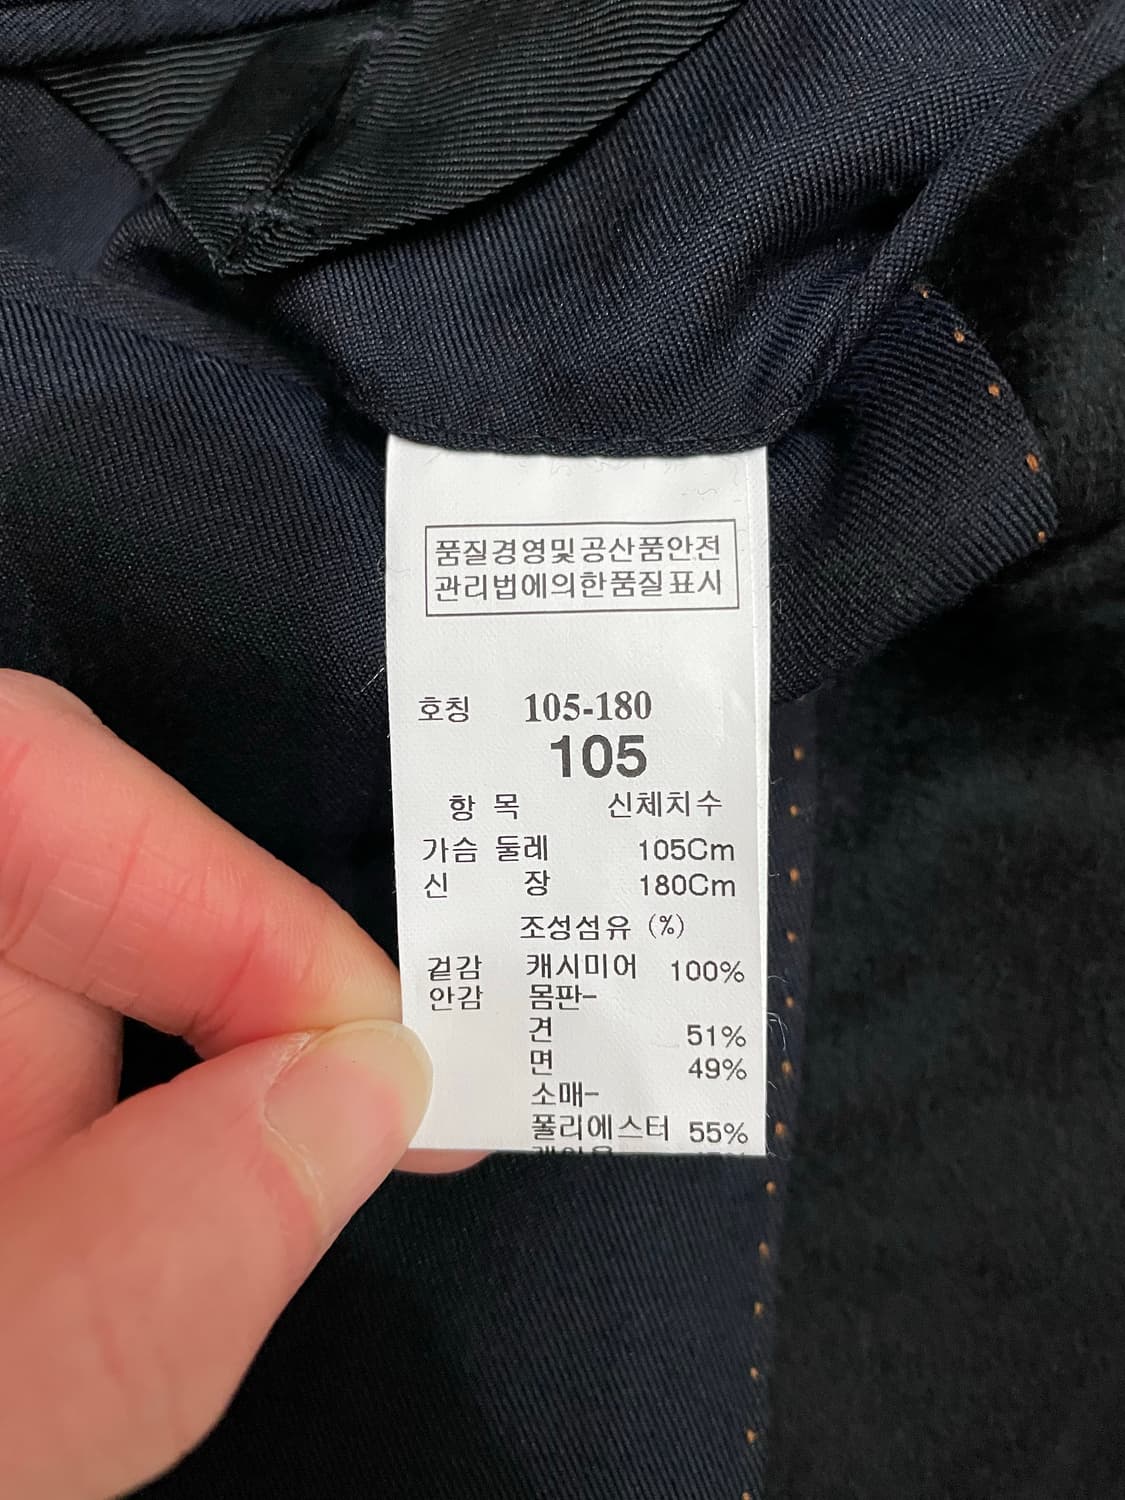 품질경영및공산품안전
관리법에의한품질표시
호칭 105-180
105
항 목 신체치수
가슴 둘레 105Cm
신 장 180Cm
조성섬유 (%)
겉감 캐시미어 100%
안감 몸판-
견 51%
면 49%
소매-
폴리에스터 55%